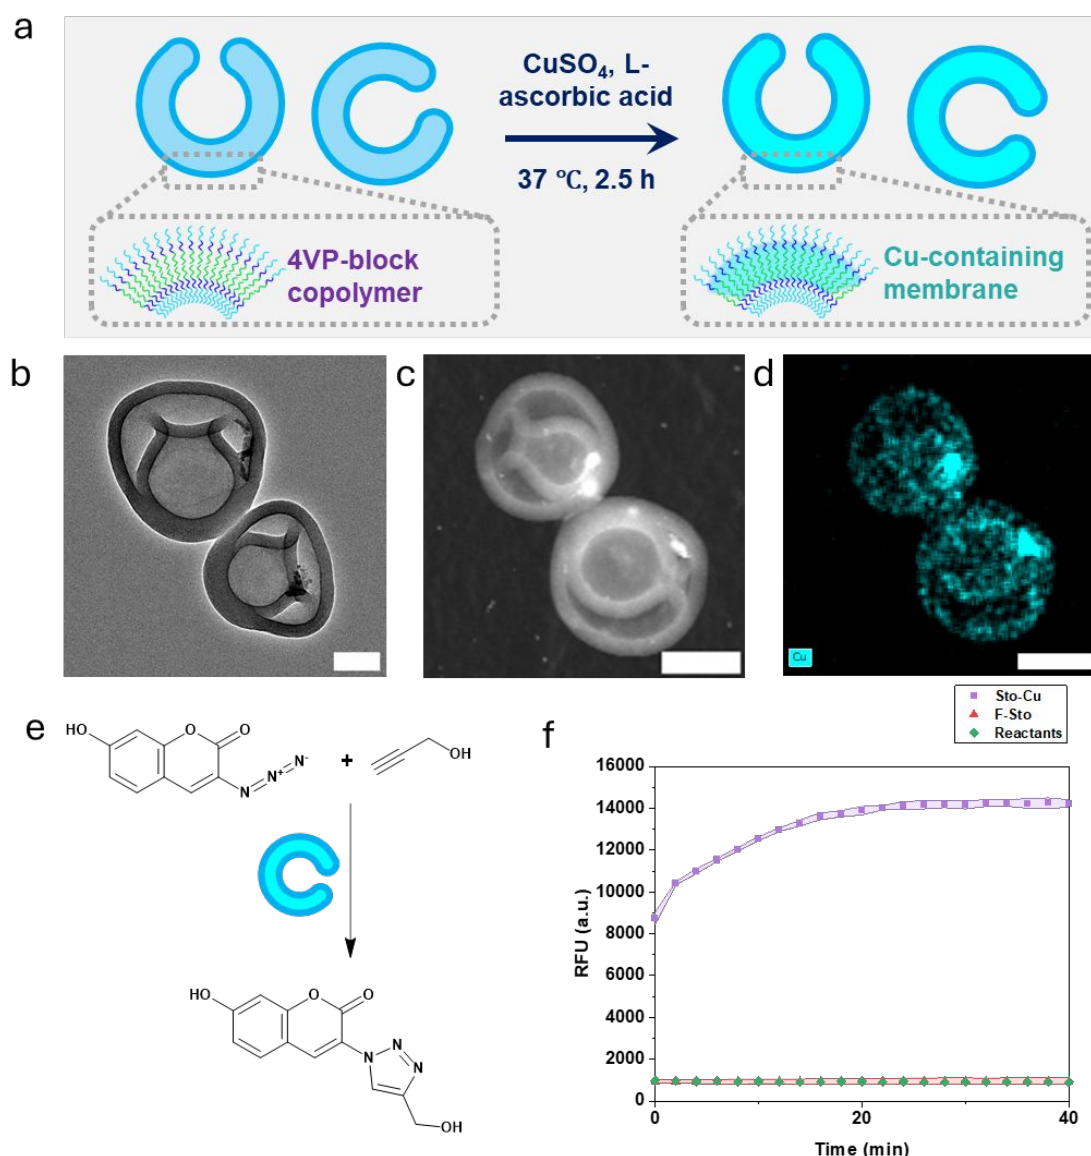 a
CuSO₄, L-
ascorbic acid
37 ℃, 2.5 h
4VP-block
copolymer
Cu-containing
membrane
b
c
d
Cu
e
HO
O
O
N
N⁺
N⁻
+
OH
HO
O
O
N
N
N
OH
f
Sto-Cu
F-Sto
Reactants
16000
14000
12000
10000
8000
6000
4000
2000
0
RFU (a.u.)
0
20
40
Time (min)